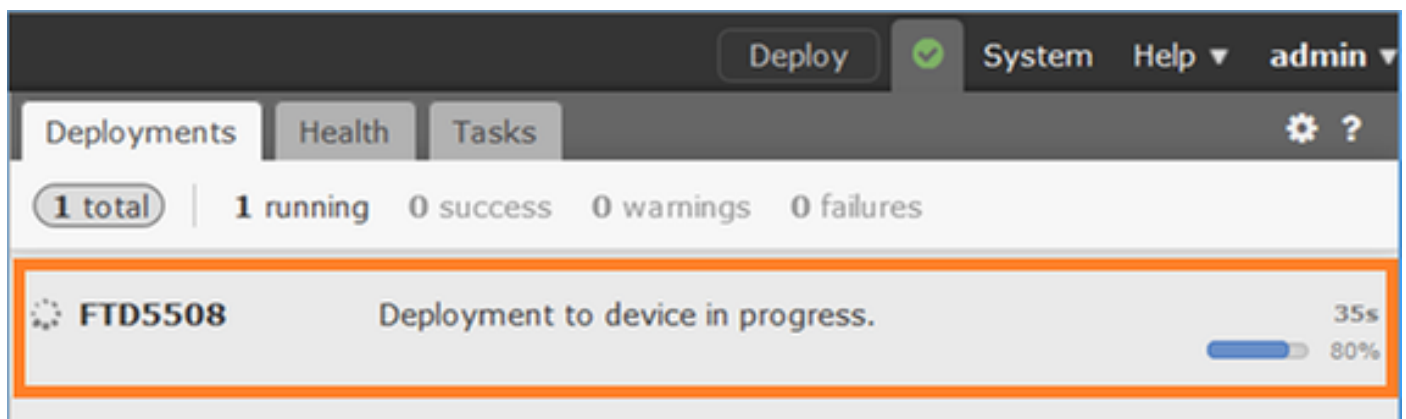 Deploy System Help ▼ admin ▼
Deployments Health Tasks ?
1 total 1 running 0 success 0 warnings 0 failures
FTD5508 Deployment to device in progress. 35s
80%